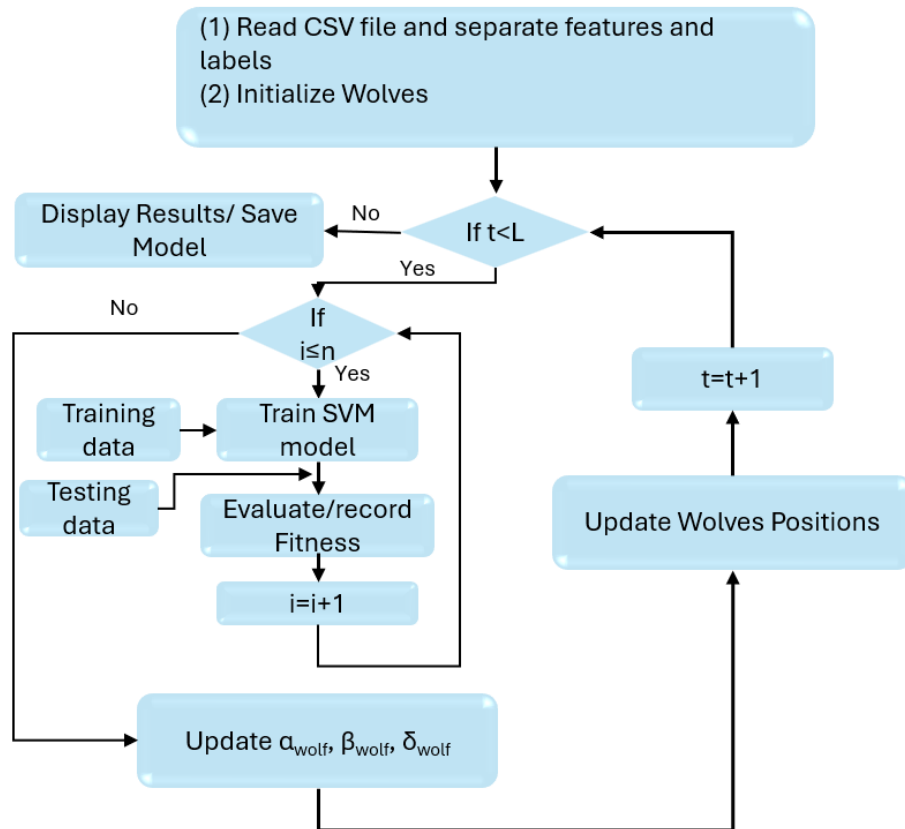 (1) Read CSV file and separate features and
labels
(2) Initialize Wolves
Display Results/ Save
Model
No
If t<L
Yes
No
If
i≤n
Yes
t=t+1
Training
data
Train SVM
model
Testing
data
Evaluate/record
Fitness
Update Wolves Positions
i=i+1
Update αwolf, βwolf, δwolf